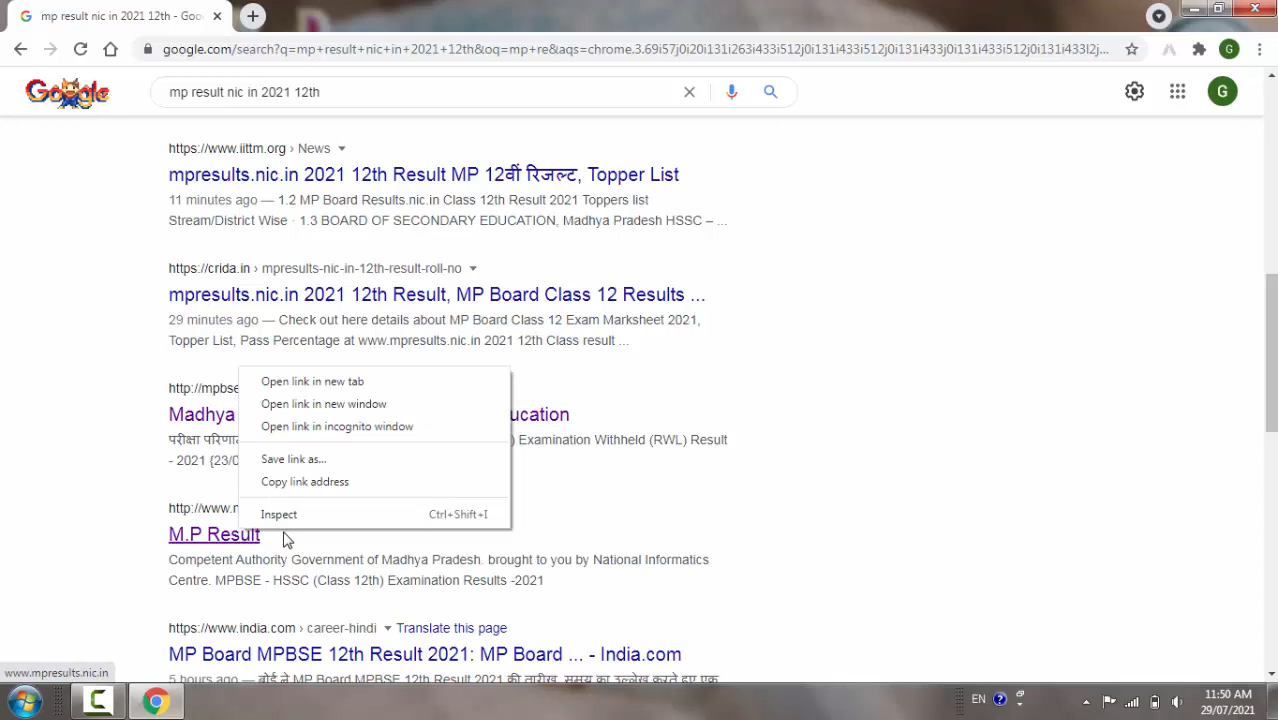 mp result nic in 2021 12th - Goo
google.com/search?q=mp+result+nic+in+2021+12th&oq=mp+re&aqs=chrome.3.69i57j0i20i131i263i433i512j0i131i433i512j0i131i433j0i131i433i512j0i131i433l2j...
G
Google
mp result nic in 2021 12th
G
https://www.iittm.org › News
mpresults.nic.in 2021 12th Result MP 12वीं रिजल्ट, Topper List
11 minutes ago — 1.2 MP Board Results.nic.in Class 12th Result 2021 Toppers list
Stream/District Wise · 1.3 BOARD OF SECONDARY EDUCATION, Madhya Pradesh HSSC – ...
https://crida.in › mpresults-nic-in-12th-result-roll-no
mpresults.nic.in 2021 12th Result, MP Board Class 12 Results ...
29 minutes ago — Check out here details about MP Board Class 12 Exam Marksheet 2021,
Topper List, Pass Percentage at www.mpresults.nic.in 2021 12th Class result ...
Open link in new tab
http://mpbse
Open link in new window
Madhya ucation
Open link in incognito window
परीक्षा ) Examination Withheld (RWL) Result
- 2021 {23/0
Save link as...
Copy link address
http://www.
Inspect Ctrl+Shift+I
M.P Result
Competent Authority Government of Madhya Pradesh. brought to you by National Informatics
Centre. MPBSE - HSSC (Class 12th) Examination Results -2021
https://www.india.com › career-hindi Translate this page
MP Board MPBSE 12th Result 2021: MP Board ... - India.com
www.mpresults.nic.in
5 hours ago — MP Board MPBSE 12th Result 2021
EN
11:50 AM
29/07/2021